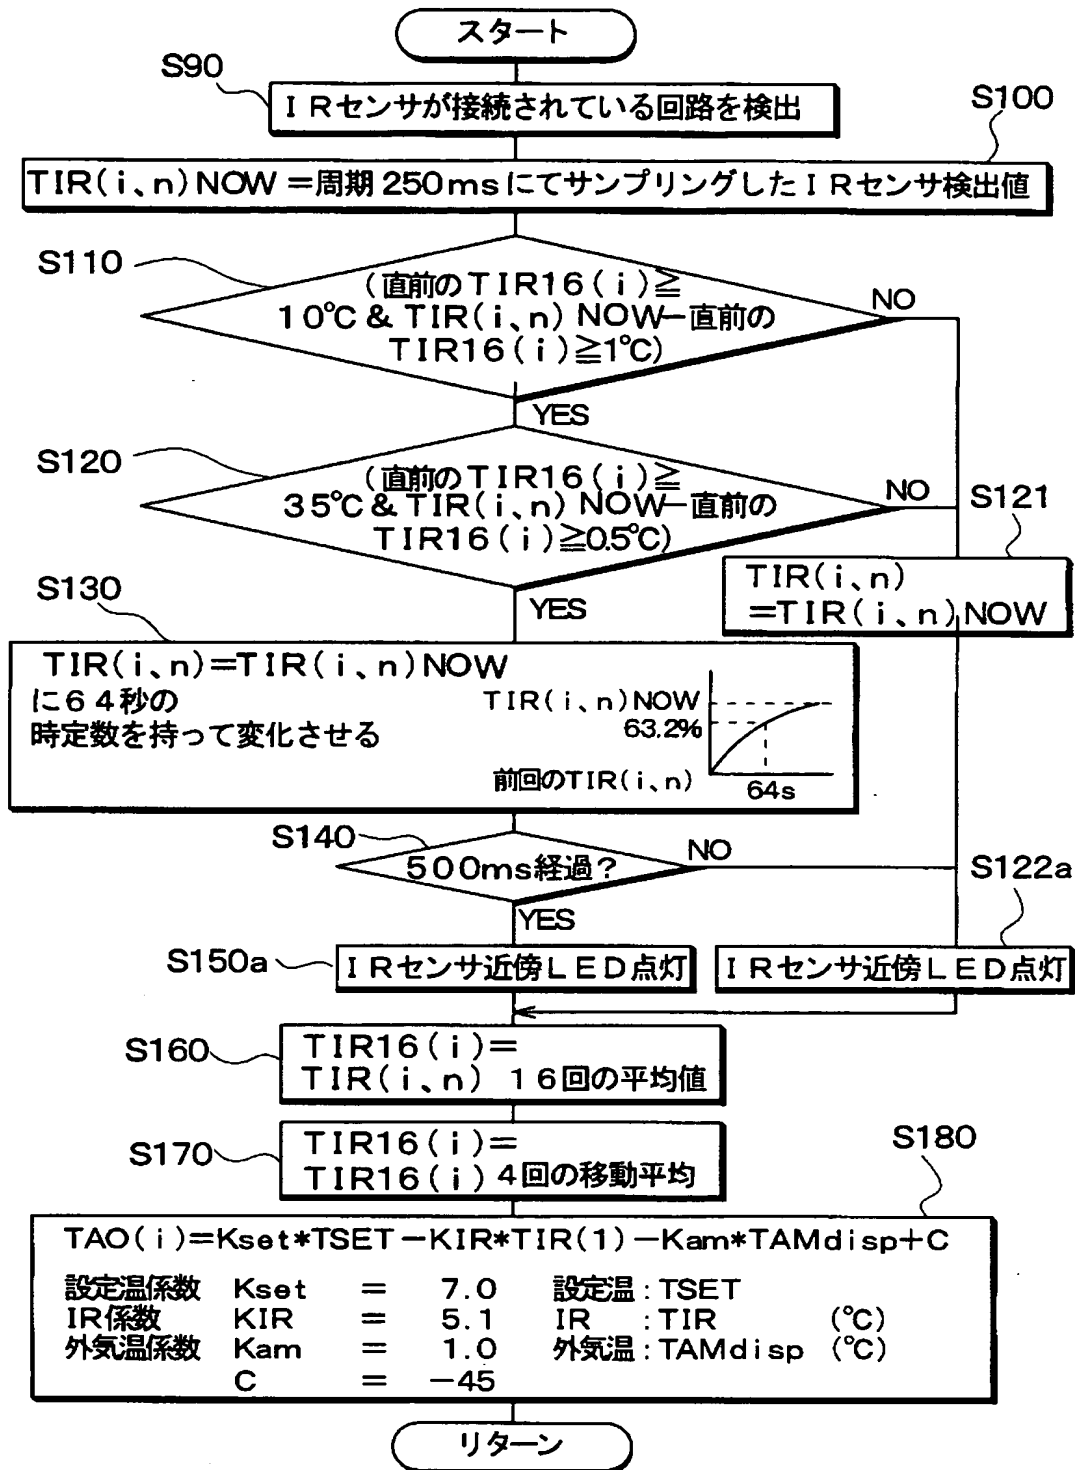 スタート
S90
IRセンサが接続されている回路を検出
S100
TIR(i、n)NOW=周期250msにてサンプリングしたIRセンサ検出値
S110
(直前のTIR16(i)≧
10℃&TIR(i、n)NOW−直前の
TIR16(i)≧1℃)
NO
YES
S120
(直前のTIR16(i)≧
35℃&TIR(i、n)NOW−直前の
TIR16(i)≧0.5℃)
NO
YES
S121
TIR(i、n)
=TIR(i、n)NOW
S130
TIR(i、n)=TIR(i、n)NOW
に64秒の
時定数を持って変化させる
TIR(i、n)NOW
63.2%
前回のTIR(i、n)
64s
S140
500ms経過?
NO
YES
S122a
S150a
IRセンサ近傍LED点灯
IRセンサ近傍LED点灯
S160
TIR16(i)=
TIR(i、n) 16回の平均値
S170
TIR16(i)=
TIR16(i)4回の移動平均
S180
TAO(i)=Kset*TSET−KIR*TIR(1)−Kam*TAMdisp+C
設定温係数 Kset = 7.0 設定温:TSET
IR係数 KIR = 5.1 IR :TIR (℃)
外気温係数 Kam = 1.0 外気温:TAMdisp (℃)
C = −45
リターン